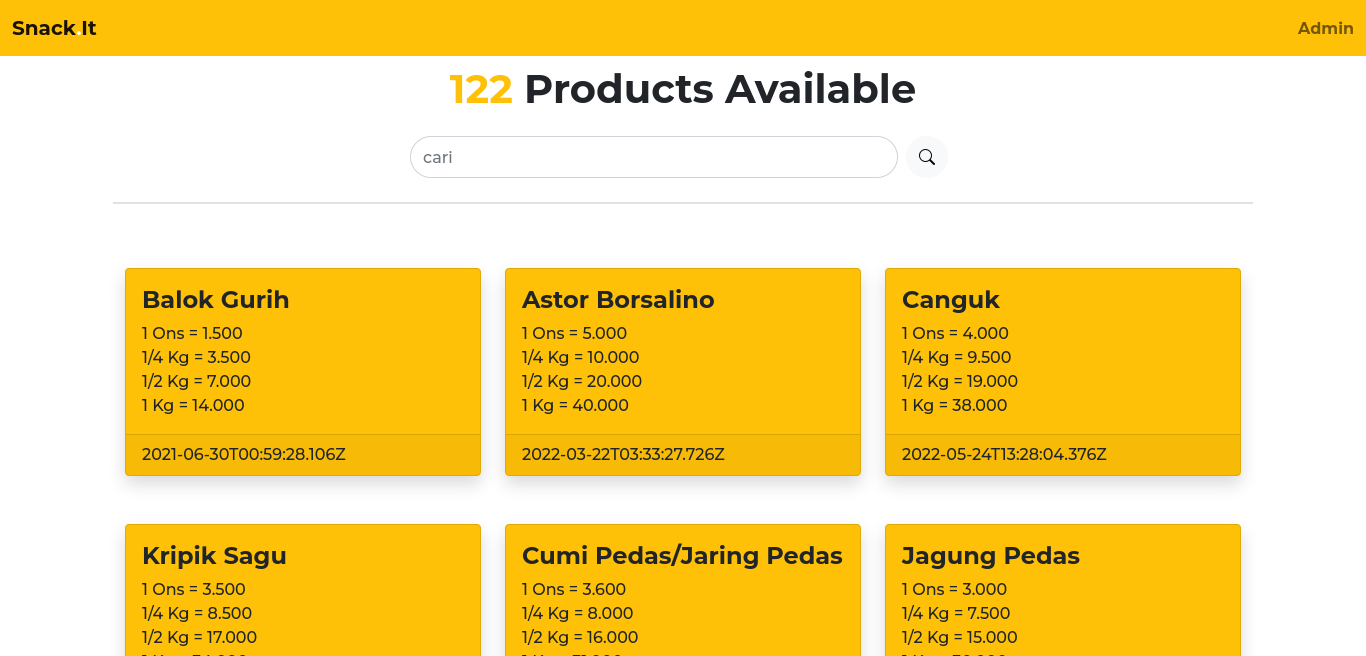 Snack.It
Admin
122 Products Available
cari
Balok Gurih
1 Ons = 1.500
1/4 Kg = 3.500
1/2 Kg = 7.000
1 Kg = 14.000
2021-06-30T00:59:28.106Z
Astor Borsalino
1 Ons = 5.000
1/4 Kg = 10.000
1/2 Kg = 20.000
1 Kg = 40.000
2022-03-22T03:33:27.726Z
Canguk
1 Ons = 4.000
1/4 Kg = 9.500
1/2 Kg = 19.000
1 Kg = 38.000
2022-05-24T13:28:04.376Z
Kripik Sagu
1 Ons = 3.500
1/4 Kg = 8.500
1/2 Kg = 17.000
Cumi Pedas/Jaring Pedas
1 Ons = 3.600
1/4 Kg = 8.000
1/2 Kg = 16.000
Jagung Pedas
1 Ons = 3.000
1/4 Kg = 7.500
1/2 Kg = 15.000